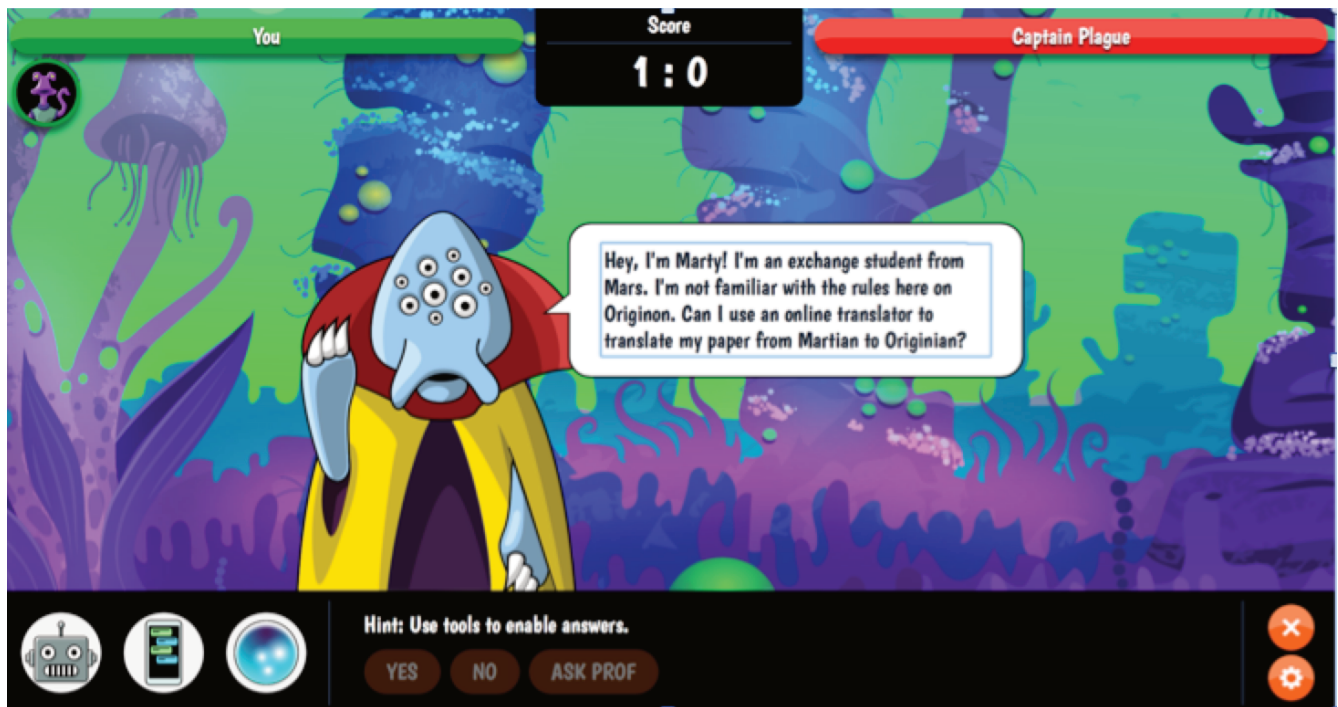 You
Score
Captain Plague
1 : 0
Hey, I'm Marty! I'm an exchange student from
Mars. I'm not familiar with the rules here on
Originon. Can I use an online translator to
translate my paper from Martian to Originian?
Hint: Use tools to enable answers.
YES
NO
ASK PROF